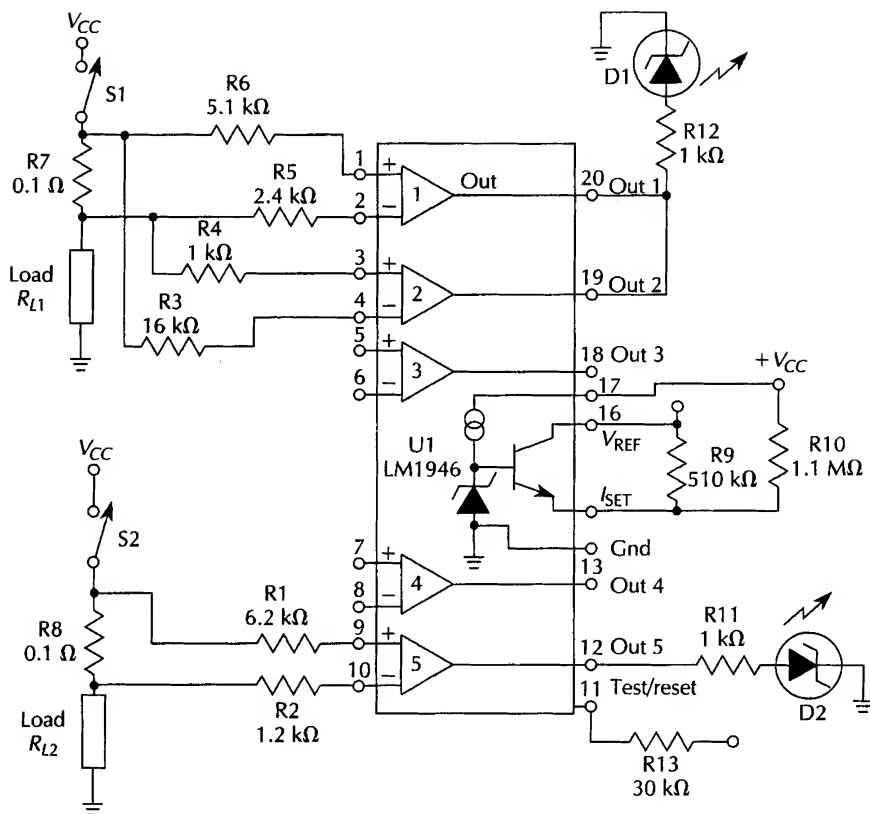 V_CC
S1
R6
5.1 kΩ
R7
0.1 Ω
R5
2.4 kΩ
R4
1 kΩ
R3
16 kΩ
Load
R_L1
D1
R12
1 kΩ
1
2
3
4
5
6
+
−
1
Out
+
−
2
+
−
3
20 Out 1
19 Out 2
18 Out 3
17
16
V_REF
I_SET
Gnd
+V_CC
R9
510 kΩ
R10
1.1 MΩ
U1
LM1946
V_CC
S2
R8
0.1 Ω
Load
R_L2
R1
6.2 kΩ
R2
1.2 kΩ
7
8
9
10
+
−
4
+
−
5
13 Out 4
12 Out 5
11 Test/reset
R11
1 kΩ
D2
R13
30 kΩ